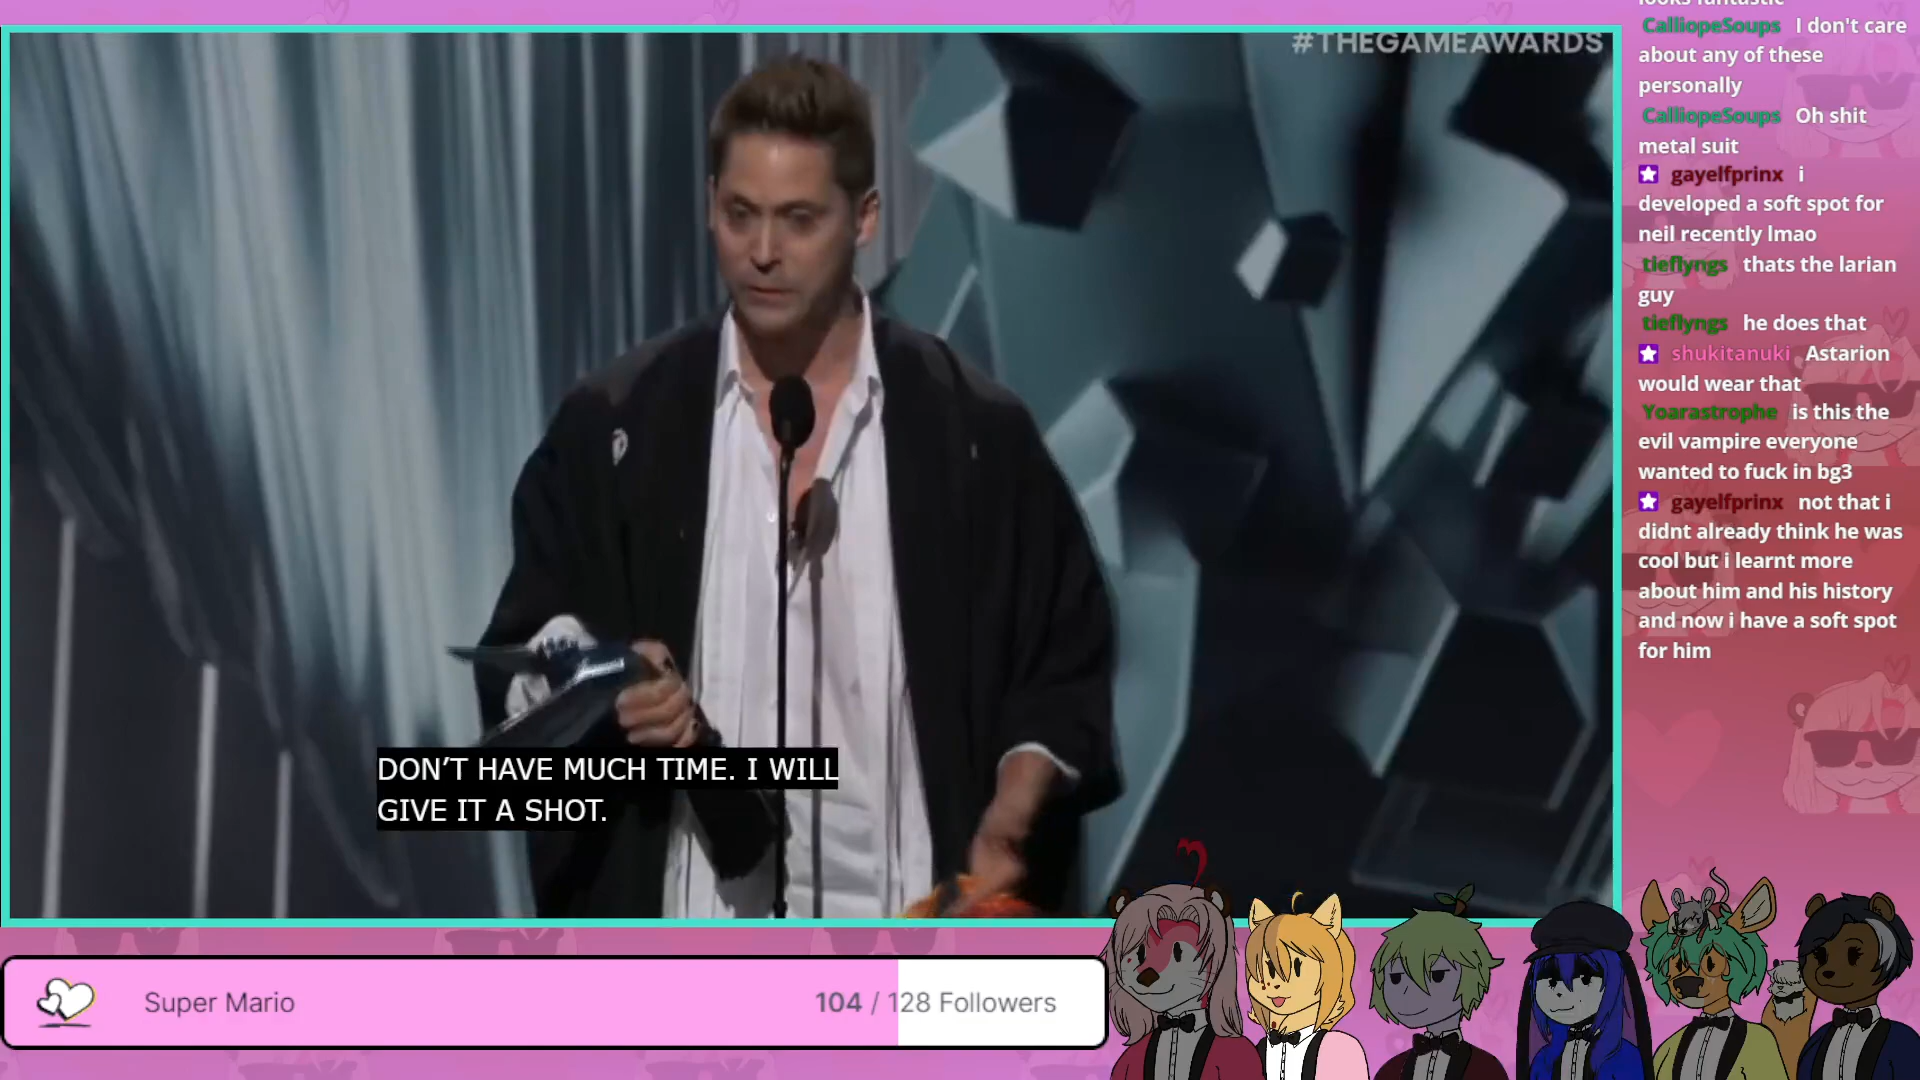 #THEGAMEAWARDS
DON'T HAVE MUCH TIME. I WILL
GIVE IT A SHOT.
Super Mario
104 / 128 Followers
looks fantastic
CalliopeSoups I don't care
about any of these
personally
CalliopeSoups Oh shit
metal suit
gayelfprinx i
developed a soft spot for
neil recently lmao
tieflyngs thats the larian
guy
tieflyngs he does that
shukitanuki Astarion
would wear that
Yoarastrophe is this the
evil vampire everyone
wanted to fuck in bg3
gayelfprinx not that i
didnt already think he was
cool but i learnt more
about him and his history
and now i have a soft spot
for him